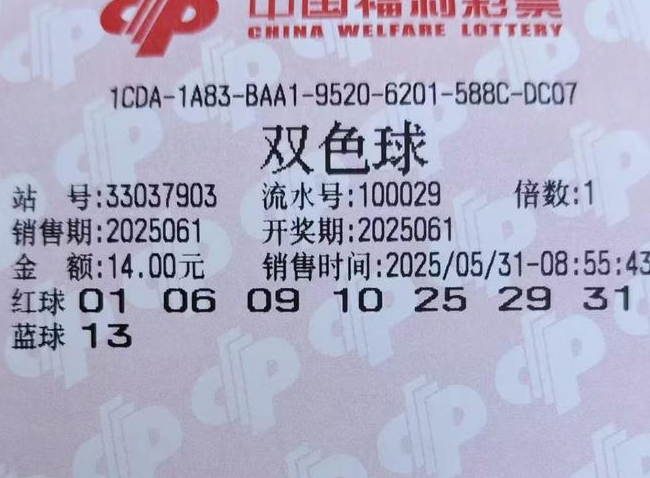 中国福利彩票
CHINA WELFARE LOTTERY
1CDA-1A83-BAA1-9520-6201-588C-DC07
双色球
站 号:33037903 流水号:100029 倍数:1
销售期:2025061 开奖期:2025061
金 额:14.00元 销售时间:2025/05/31-08:55:43
红球 01 06 09 10 25 29 31
蓝球 13